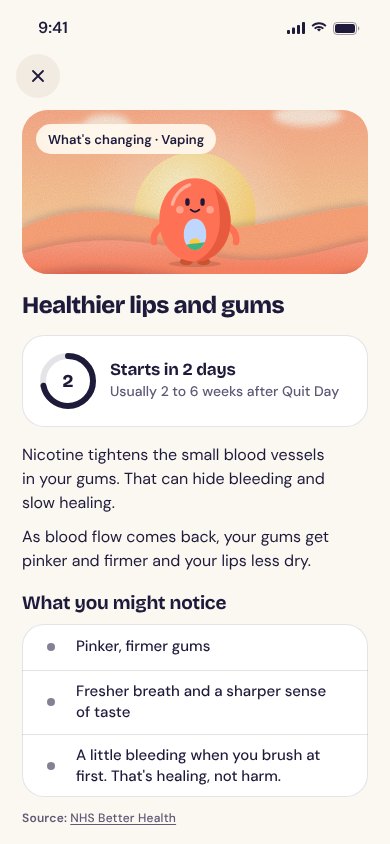 9:41
What's changing · Vaping
Healthier lips and gums
2
Starts in 2 days
Usually 2 to 6 weeks after Quit Day
Nicotine tightens the small blood vessels
in your gums. That can hide bleeding and
slow healing.
As blood flow comes back, your gums get
pinker and firmer and your lips less dry.
What you might notice
Pinker, firmer gums
Fresher breath and a sharper sense
of taste
A little bleeding when you brush at
first. That's healing, not harm.
Source: NHS Better Health